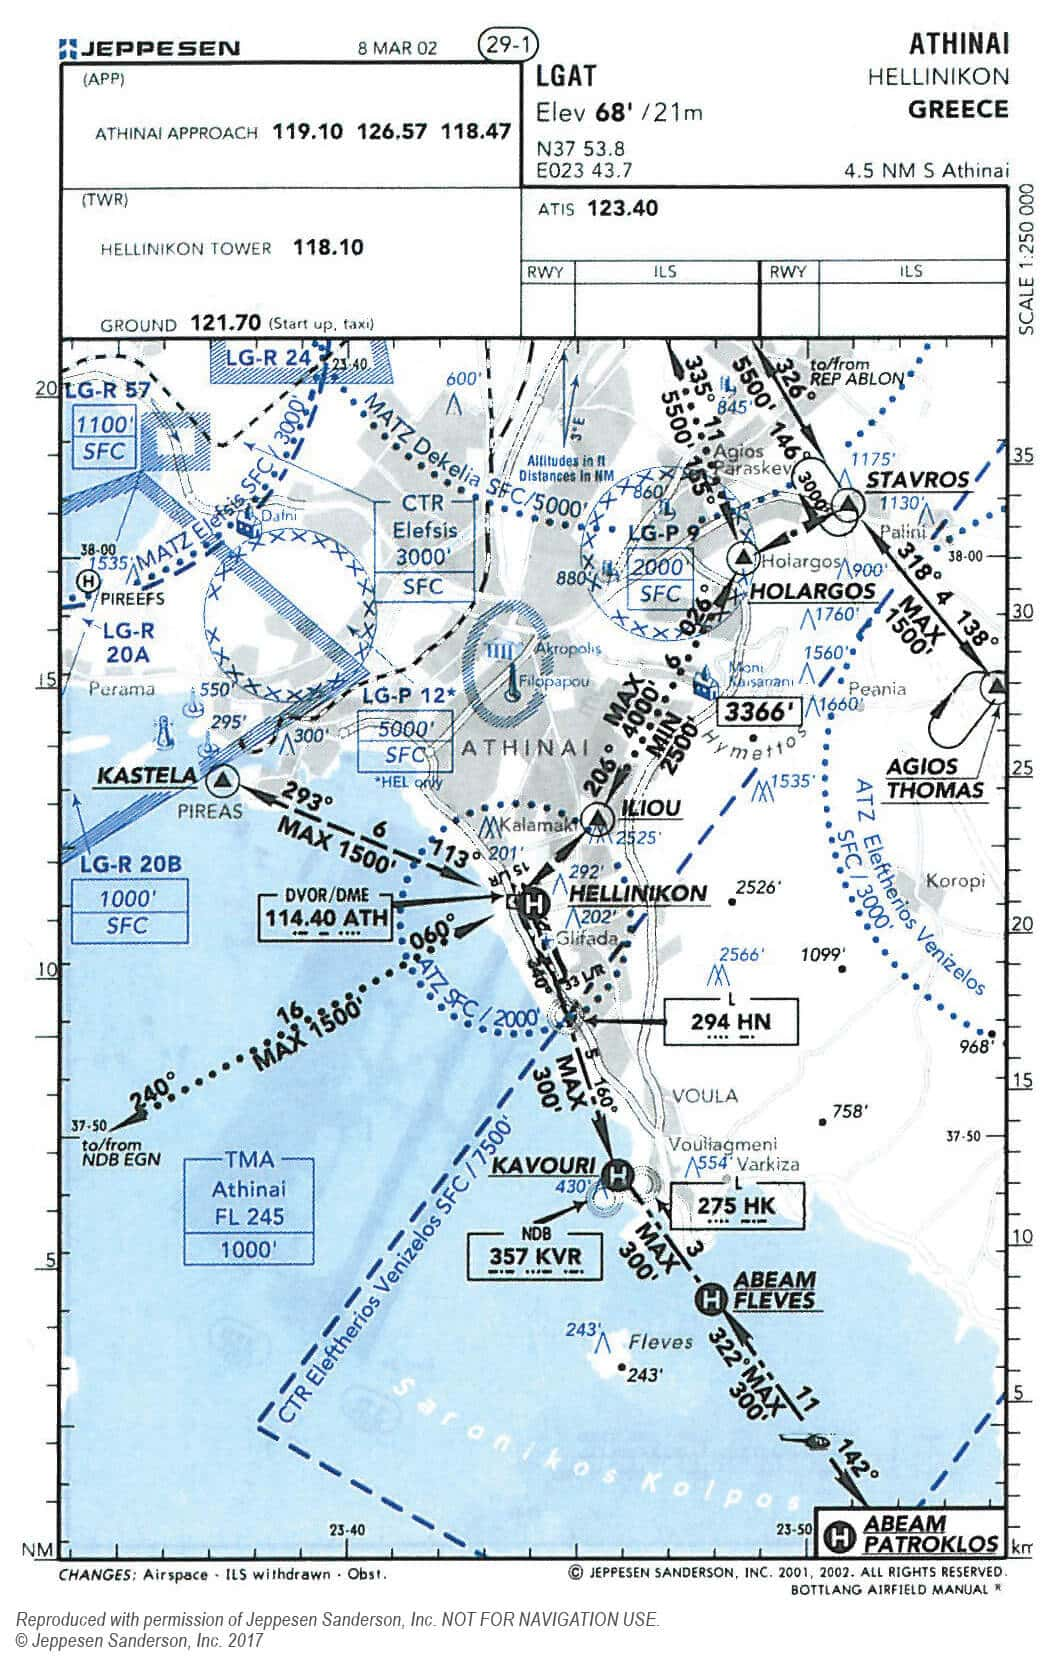 JEPPESEN
8 MAR 02
29-1
ATHINAI
HELLINIKON
GREECE
LGAT
Elev 68' /21m
N37 53.8
E023 43.7
4.5 NM S Athinai
(APP)
ATHINAI APPROACH 119.10 126.57 118.47
(TWR)
HELLINIKON TOWER 118.10
GROUND 121.70 (Start up, taxi)
ATIS 123.40
RWY ILS RWY ILS
SCALE 1:250 000
LG-R 24
23-40
20
LG-R 57
1100'
SFC
600'
MATZ Dekelia SFC/5000'
MATZ Elefsis SFC/3000'
3°E
Altitudes in ft
Distances in NM
335°
5500'
11
155°
326°
5500'
146°
3000'
to/from
REP ABLON
845'
Agios
Paraskevi
1175'
35
STAVROS
1130'
Palini
38-00
860'
LG-P 9
2000'
SFC
880'
Holargos
HOLARGOS
900'
1760'
1560'
1660'
318°
4
138°
MAX
1500'
30
Peania
CTR
Elefsis
3000'
SFC
Dafni
38-00
1535'
PIREEFS
LG-R
20A
15
Perama
550'
295'
300'
LG-P 12*
5000'
SFC
*HEL only
Akropolis
Filopapou
ATHINAI
026°
6
206°
MAX
4000'
MIN
2500'
Moni
Kaisariani
3366'
Hymettos
1535'
AGIOS
THOMAS
25
KASTELA
PIREAS
293°
6
113°
MAX 1500'
ILIOU
2525'
Kalamaki
201'
15 L/R
292'
HELLINIKON
202'
Glifada
33 L/R
340°
LG-R 20B
1000'
SFC
DVOR/DME
114.40 ATH
ATZ Eleftherios Venizelos
SFC/3000'
Koropi
2526'
20
2566'
1099'
968'
10
060°
16
MAX 1500'
240°
ATZ SFC/2000'
L
294 HN
37-50
to/from
NDB EGN
5
MAX
300'
160°
VOULA
758'
15
37-50
Vouliagmeni
554'
Varkiza
KAVOURI
430'
L
275 HK
NDB
357 KVR
TMA
Athinai
FL 245
1000'
CTR Eleftherios Venizelos SFC/7500'
5
3
MAX
300'
10
ABEAM
FLEVES
243'
Fleves
243'
322°
MAX
300'
11
142°
5
Saronikos Kolpos
23-40
23-50
NM
km
ABEAM
PATROKLOS
CHANGES: Airspace · ILS withdrawn · Obst.
© JEPPESEN SANDERSON, INC. 2001, 2002. ALL RIGHTS RESERVED.
BOTTLANG AIRFIELD MANUAL ®
Reproduced with permission of Jeppesen Sanderson, Inc. NOT FOR NAVIGATION USE.
© Jeppesen Sanderson, Inc. 2017